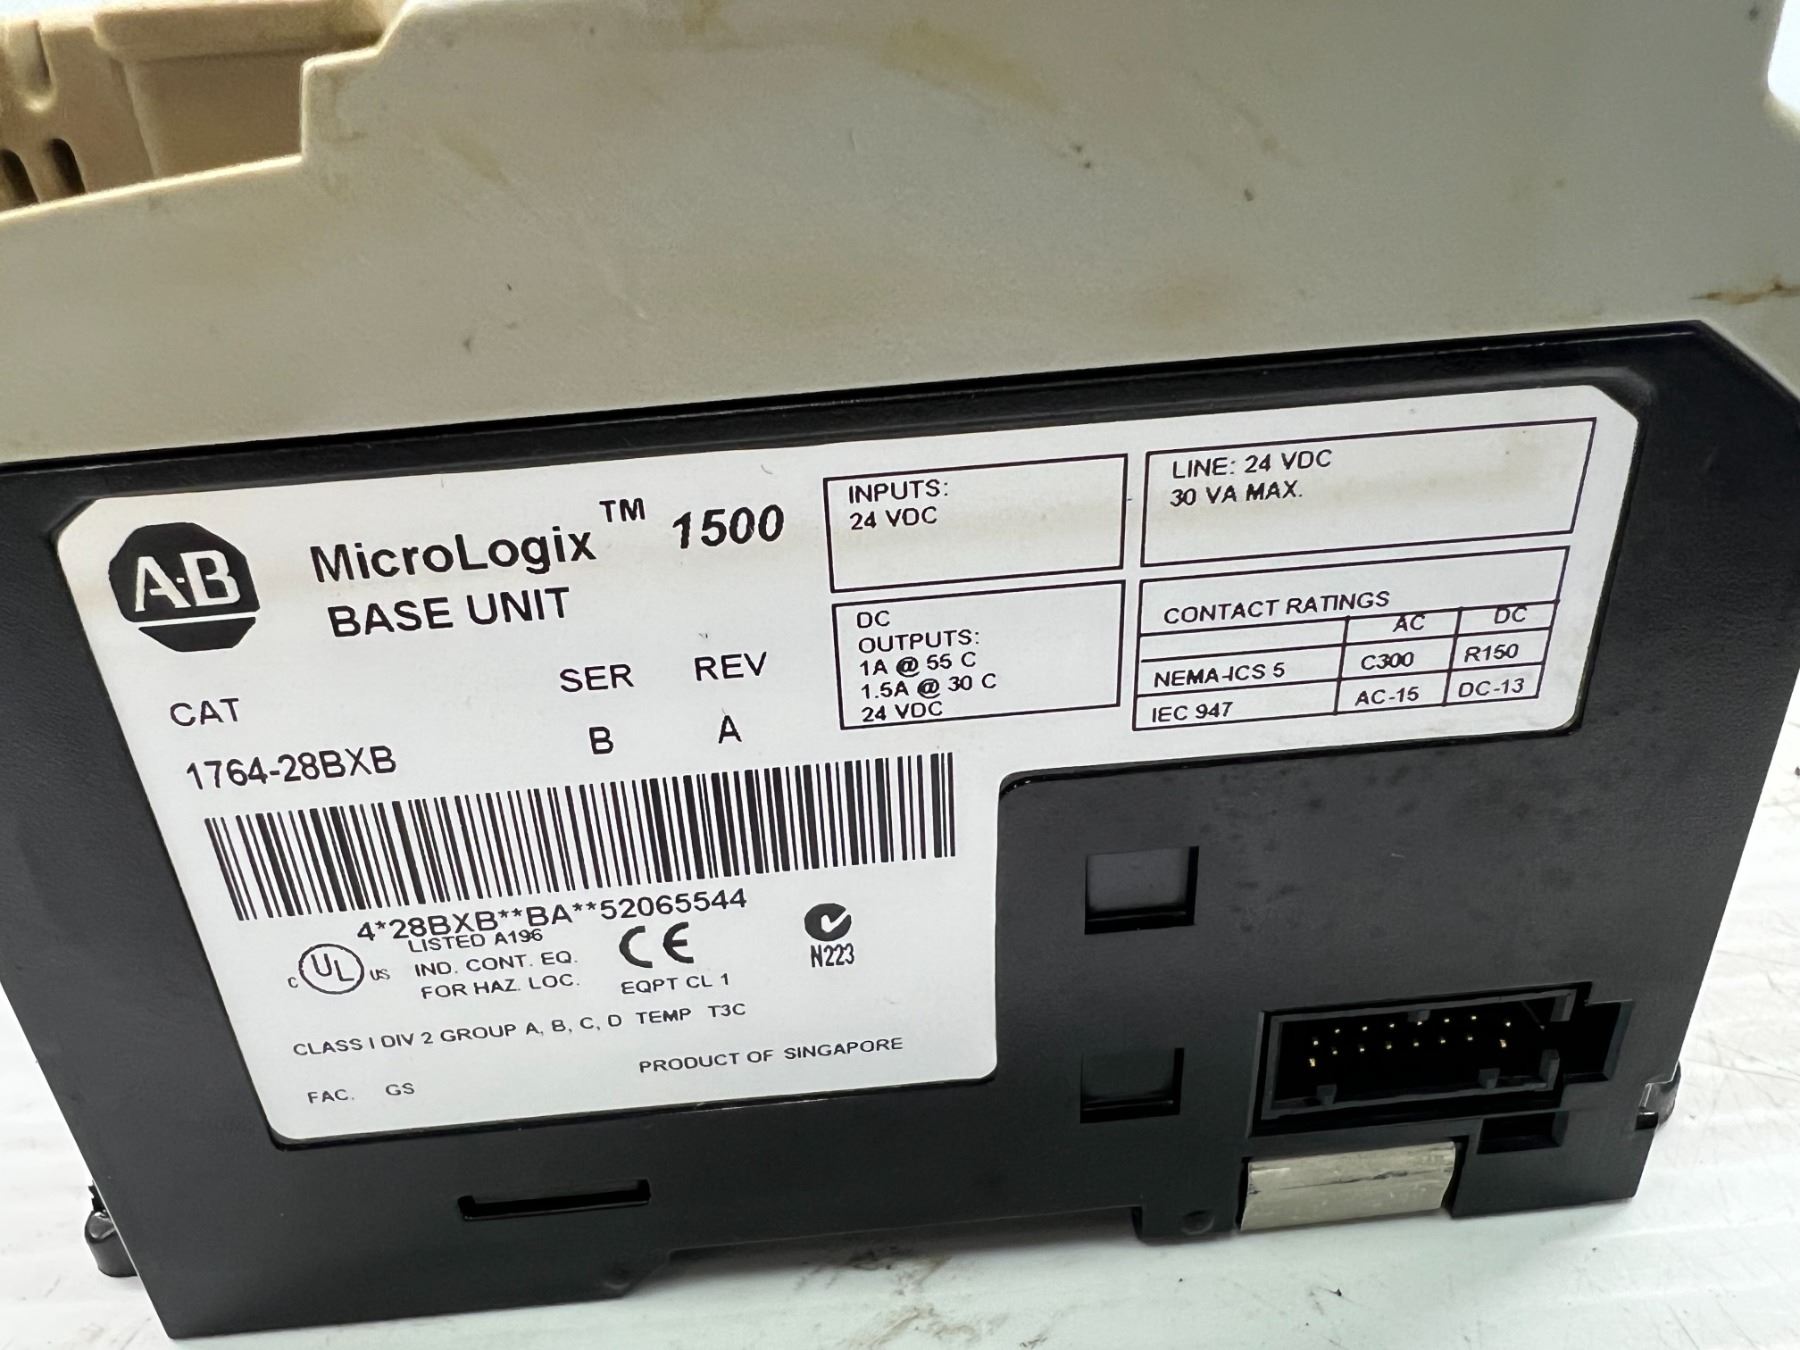 A·B
MicroLogix™ 1500
BASE UNIT
CAT SER REV
1764-28BXB B A
4*28BXB**BA**52065544
C UL US
LISTED A196
IND. CONT. EQ.
FOR HAZ. LOC.
CE
EQPT CL 1
N223
CLASS I DIV 2 GROUP A, B, C, D TEMP T3C
FAC. GS
PRODUCT OF SINGAPORE
INPUTS:
24 VDC
LINE: 24 VDC
30 VA MAX.
DC
OUTPUTS:
1A @ 55 C
1.5A @ 30 C
24 VDC
CONTACT RATINGS
AC DC
NEMA-ICS 5 C300 R150
IEC 947 AC-15 DC-13